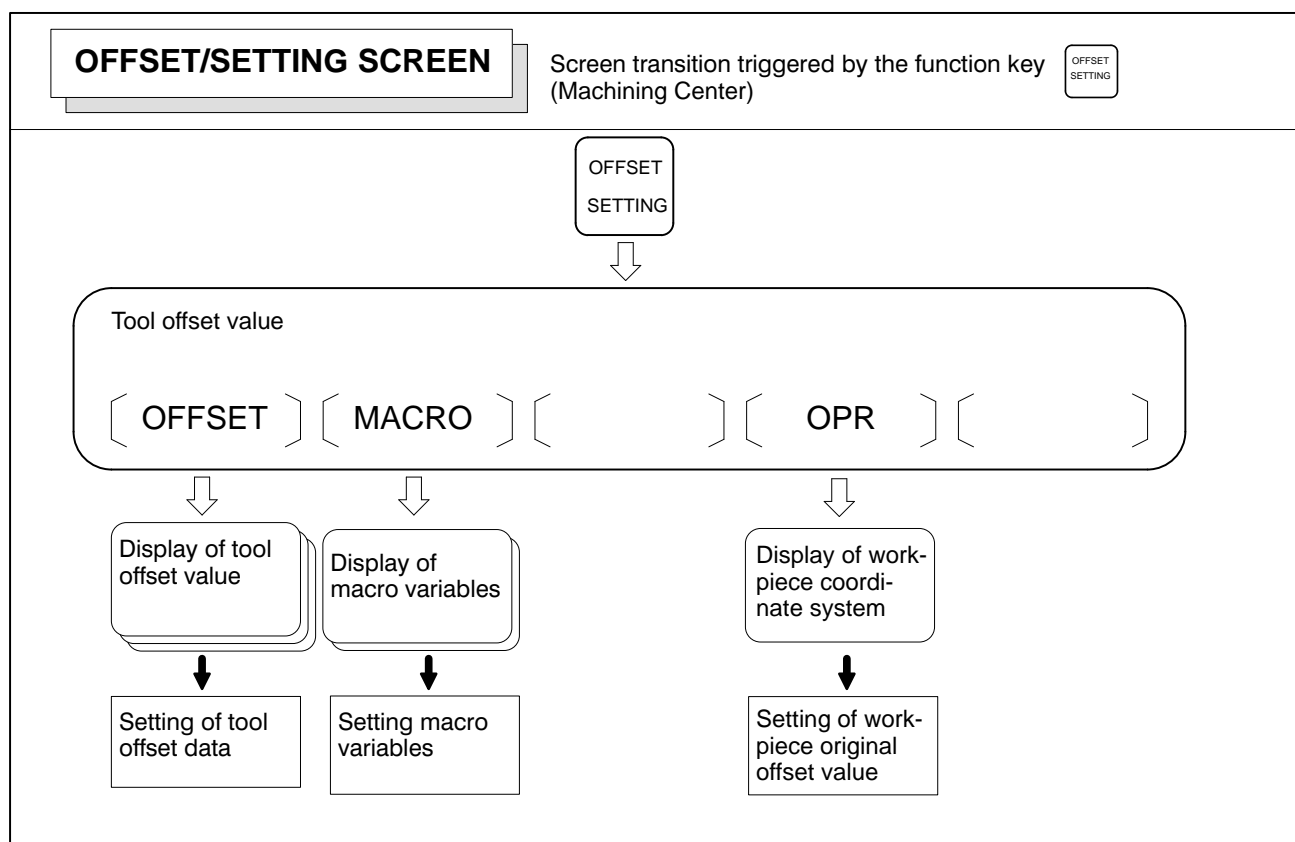 OFFSET/SETTING SCREEN
Screen transition triggered by the function key
(Machining Center)
OFFSET
SETTING
OFFSET
SETTING
Tool offset value
OFFSET
MACRO
OPR
Display of tool
offset value
Display of
macro variables
Display of work-
piece coordi-
nate system
Setting of tool
offset data
Setting macro
variables
Setting of work-
piece original
offset value